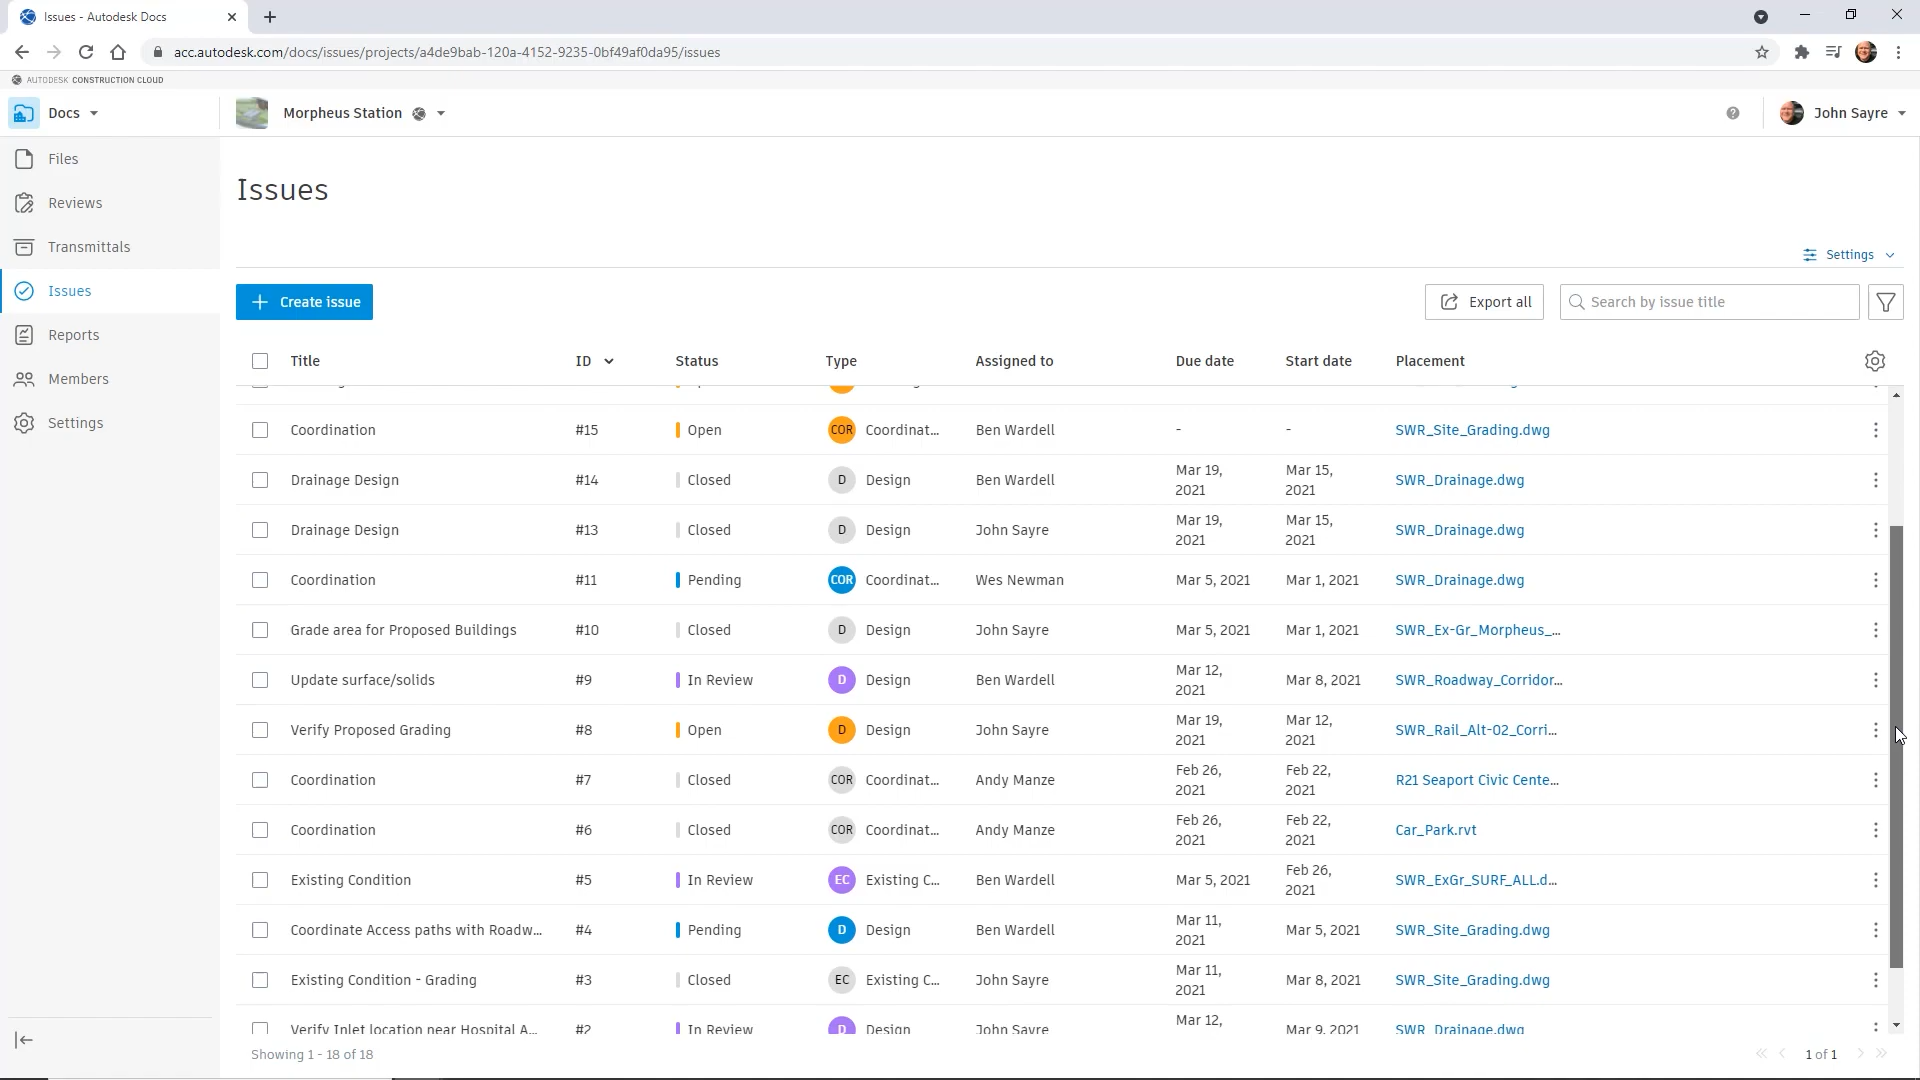 Issues - Autodesk Docs
acc.autodesk.com/docs/issues/projects/a4de9bab-120a-4152-9235-0bf49af0da95/issues
AUTODESK CONSTRUCTION CLOUD
Docs
Morpheus Station
John Sayre
Files
Reviews
Transmittals
Issues
Reports
Members
Settings
Issues
Settings
Create issue
Export all
Search by issue title
Title ID Status Type Assigned to Due date Start date Placement
Coordination #15 Open COR Coordinat... Ben Wardell - - SWR_Site_Grading.dwg
Drainage Design #14 Closed D Design Ben Wardell Mar 19, 2021 Mar 15, 2021 SWR_Drainage.dwg
Drainage Design #13 Closed D Design John Sayre Mar 19, 2021 Mar 15, 2021 SWR_Drainage.dwg
Coordination #11 Pending COR Coordinat... Wes Newman Mar 5, 2021 Mar 1, 2021 SWR_Drainage.dwg
Grade area for Proposed Buildings #10 Closed D Design John Sayre Mar 5, 2021 Mar 1, 2021 SWR_Ex-Gr_Morpheus_...
Update surface/solids #9 In Review D Design Ben Wardell Mar 12, 2021 Mar 8, 2021 SWR_Roadway_Corridor...
Verify Proposed Grading #8 Open D Design John Sayre Mar 19, 2021 Mar 12, 2021 SWR_Rail_Alt-02_Corri...
Coordination #7 Closed COR Coordinat... Andy Manze Feb 26, 2021 Feb 22, 2021 R21 Seaport Civic Cente...
Coordination #6 Closed COR Coordinat... Andy Manze Feb 26, 2021 Feb 22, 2021 Car_Park.rvt
Existing Condition #5 In Review EC Existing C... Ben Wardell Mar 5, 2021 Feb 26, 2021 SWR_ExGr_SURF_ALL.d...
Coordinate Access paths with Roadw... #4 Pending D Design Ben Wardell Mar 11, 2021 Mar 5, 2021 SWR_Site_Grading.dwg
Existing Condition - Grading #3 Closed EC Existing C... John Sayre Mar 11, 2021 Mar 8, 2021 SWR_Site_Grading.dwg
Verify Inlet location near Hospital A... #2 In Review D Design John Sayre Mar 12, Mar 9, 2021 SWR_Drainage.dwg
Showing 1 - 18 of 18
1 of 1